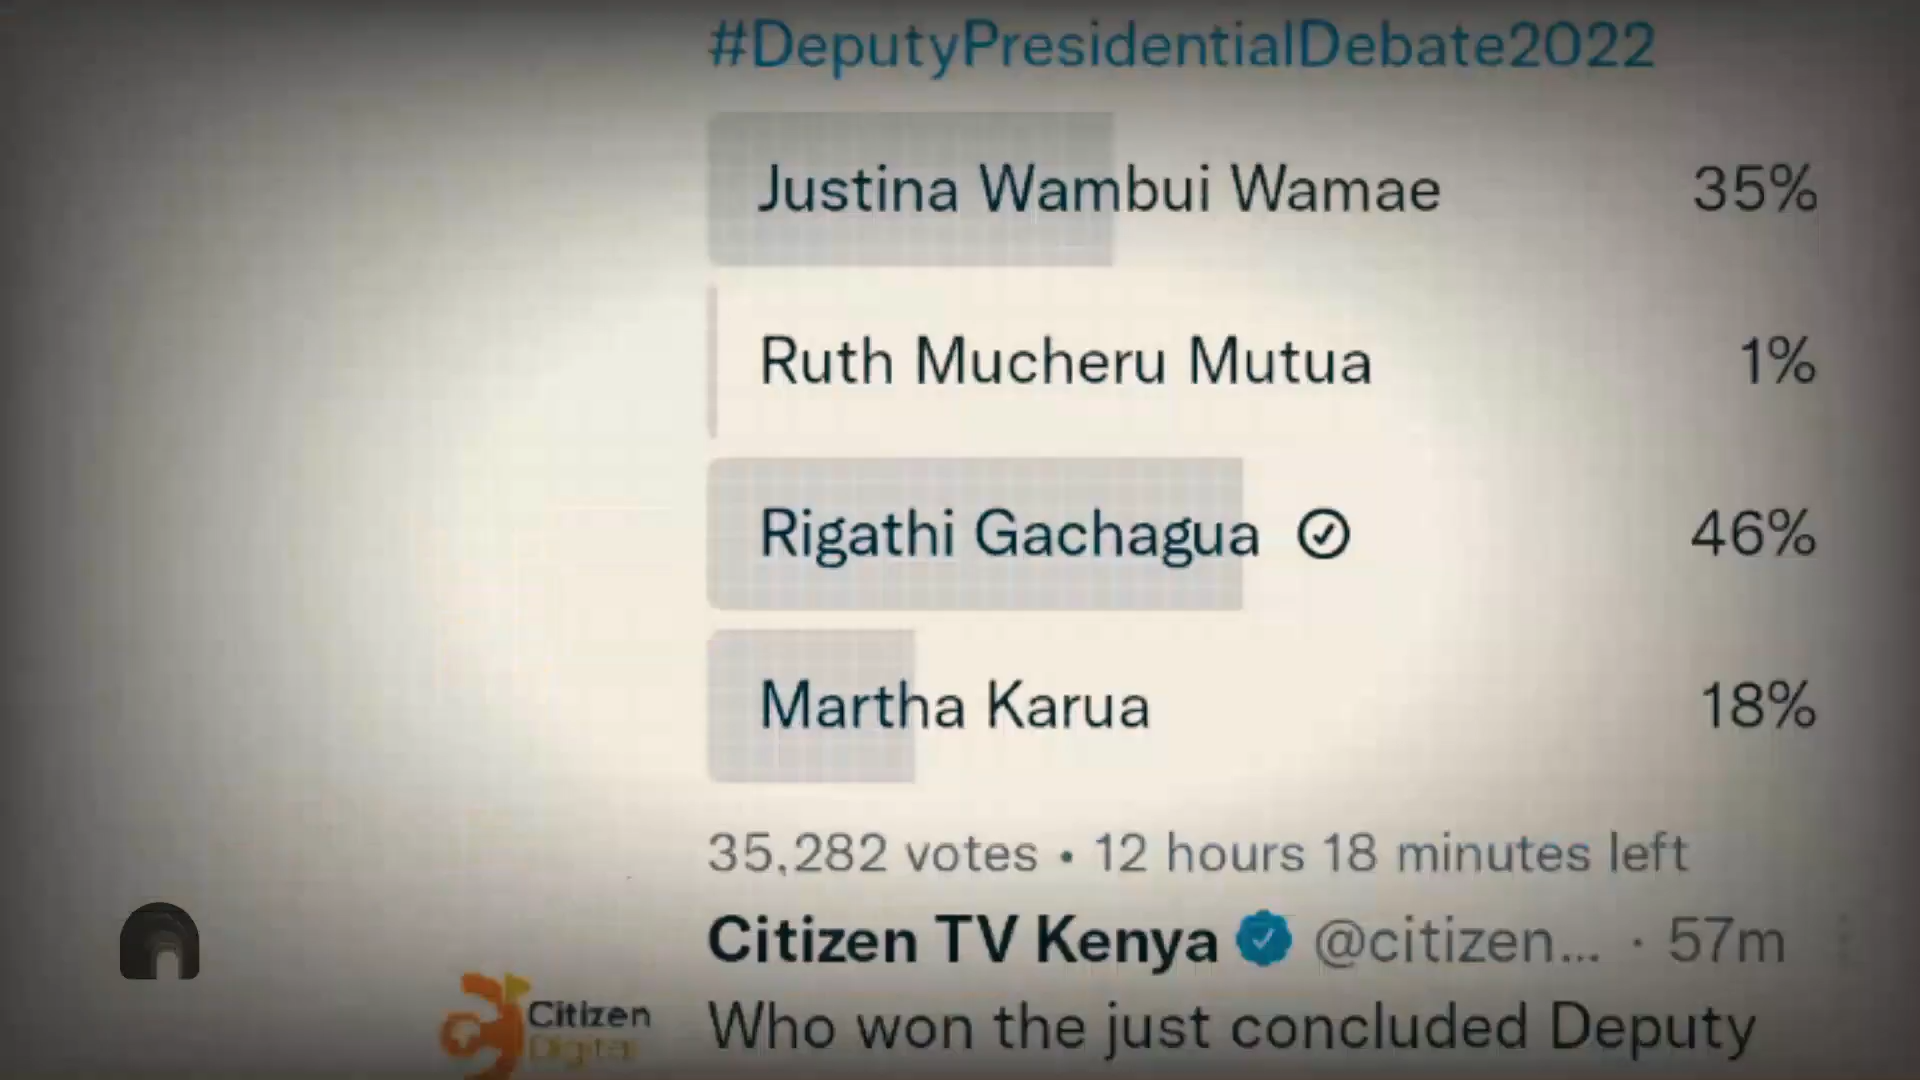 #DeputyPresidentialDebate2022
Justina Wambui Wamae 35%
Ruth Mucheru Mutua 1%
Rigathi Gachagua 46%
Martha Karua 18%
35,282 votes • 12 hours 18 minutes left
Citizen TV Kenya @citizen... · 57m
Citizen
Digital
Who won the just concluded Deputy